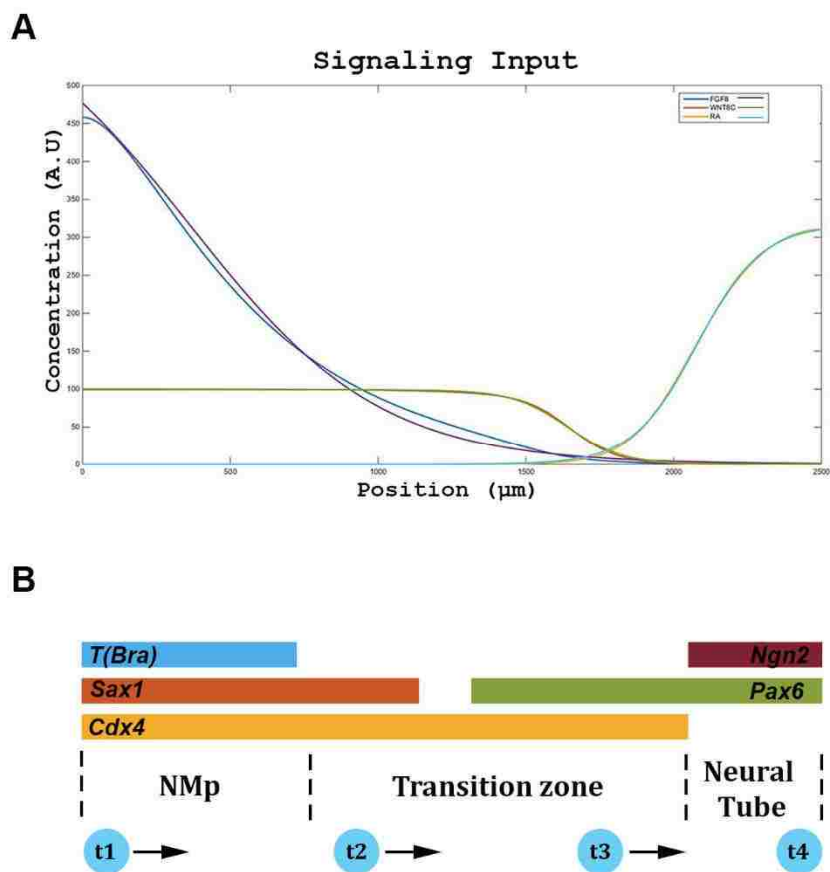 A
Signaling Input
Concentration (A.U)
500
450
400
350
300
250
200
150
100
50
0
FGF8
WNT8C
RA
0 500 1000 1500 2000 2500
Position (µm)
B
T(Bra) Ngn2
Sax1 Pax6
Cdx4
NMp Transition zone Neural Tube
t1 t2 t3 t4